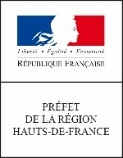 Liberté • Égalité • Fraternité
RÉPUBLIQUE FRANÇAISE
PRÉFET
DE LA RÉGION
HAUTS-DE-FRANCE